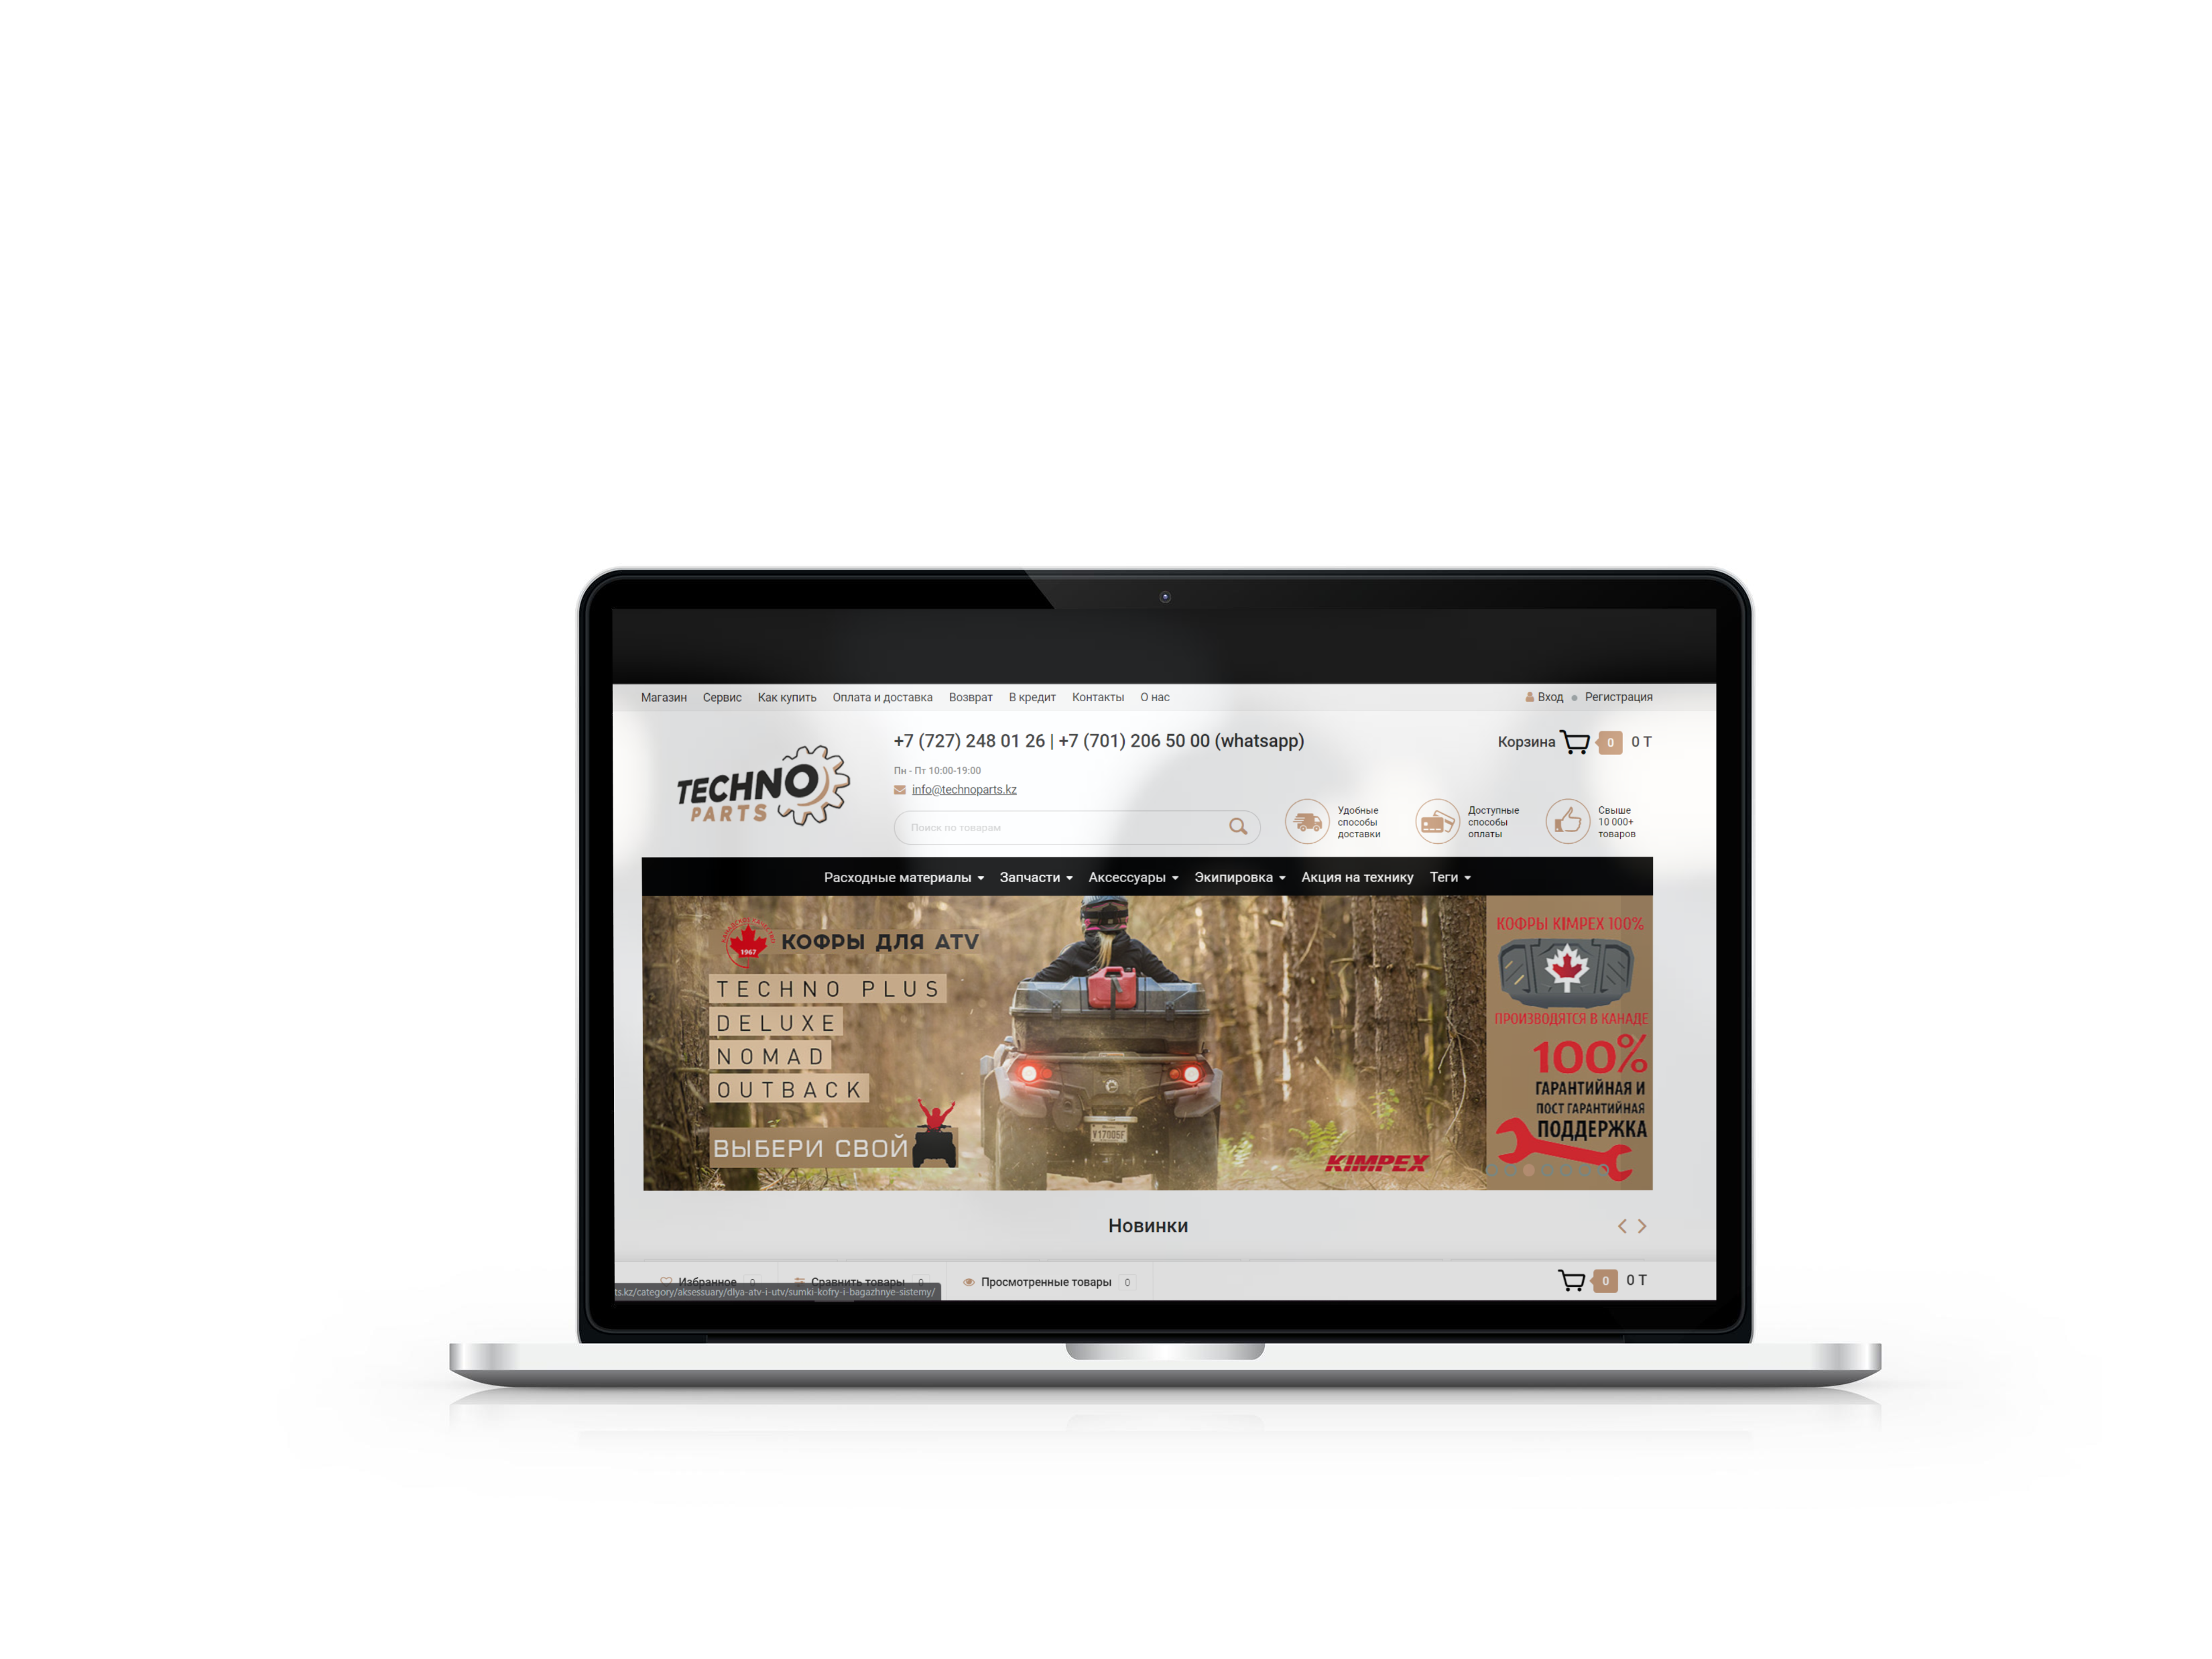 Магазин Сервис Как купить Оплата и доставка Возврат В кредит Контакты О нас Вход Регистрация
+7 (727) 248 01 26 | +7 (701) 206 50 00 (whatsapp)
Корзина 0 0 Т
Пн - Пт 10:00-19:00
info@technoparts.kz
TECHNO
PARTS
Поиск по товарам
Удобные
способы
доставки
Доступные
способы
оплаты
Свыше
10 000+
товаров
Расходные материалы Запчасти Аксессуары Экипировка Акция на технику Теги
1967
КОФРЫ ДЛЯ ATV
TECHNO PLUS
DELUXE
NOMAD
OUTBACK
ВЫБЕРИ СВОЙ
V17005F
KIMPEX
КОФРЫ KIMPEX 100%
ПРОИЗВОДЯТСЯ В КАНАДЕ
100%
ГАРАНТИЙНАЯ И
ПОСТ ГАРАНТИЙНАЯ
ПОДДЕРЖКА
Новинки
Избранное 0 Сравнить товары 0 Просмотренные товары 0 0 0 Т
ts.kz/category/aksessuary/dlya-atv-i-utv/sumki-kofry-i-bagazhnye-sistemy/